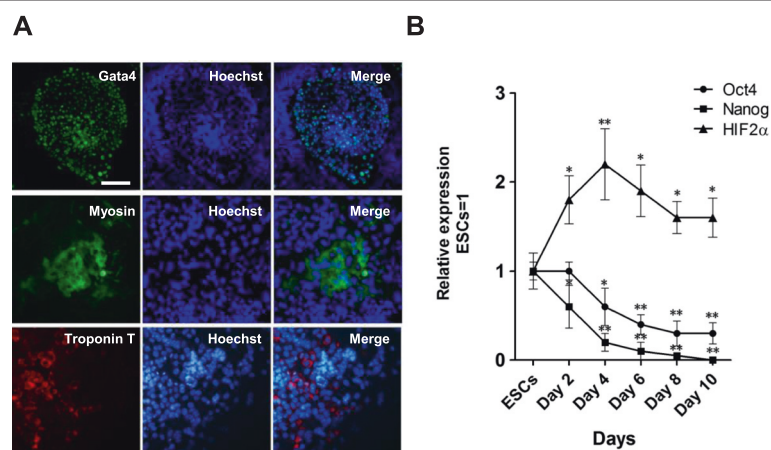 A
B
Gata4
Hoechst
Merge
Myosin
Hoechst
Merge
Troponin T
Hoechst
Merge
Oct4
Nanog
HIF2α
Relative expression
ESCs=1
3
2
1
0
*
**
*
*
*
*
*
**
**
**
**
**
**
**
ESCs
Day 2
Day 4
Day 6
Day 8
Day 10
Days